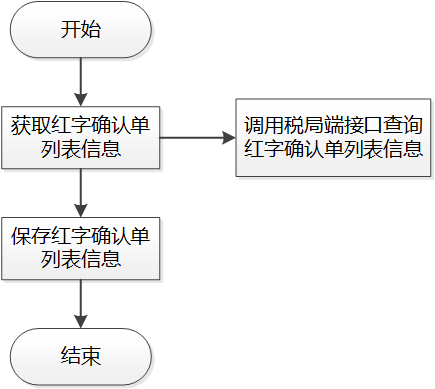 开始
获取红字确认单
列表信息
调用税局端接口查询
红字确认单列表信息
保存红字确认单
列表信息
结束